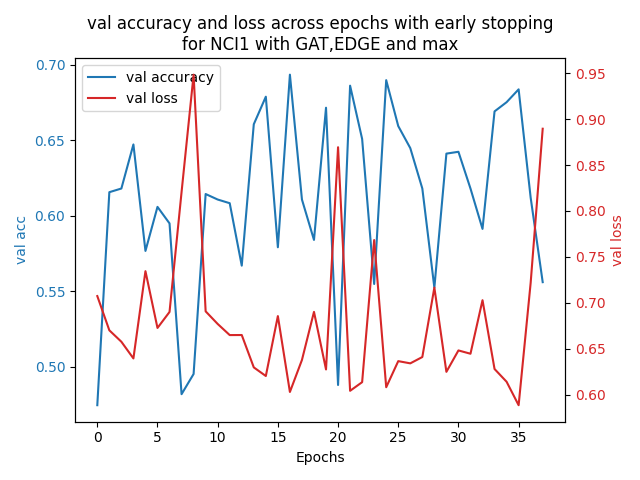 val accuracy and loss across epochs with early stopping
for NCI1 with GAT,EDGE and max
val accuracy
val loss
0.70
0.65
0.60
0.55
0.50
val acc
0.95
0.90
0.85
0.80
0.75
0.70
0.65
0.60
val loss
0 5 10 15 20 25 30 35
Epochs